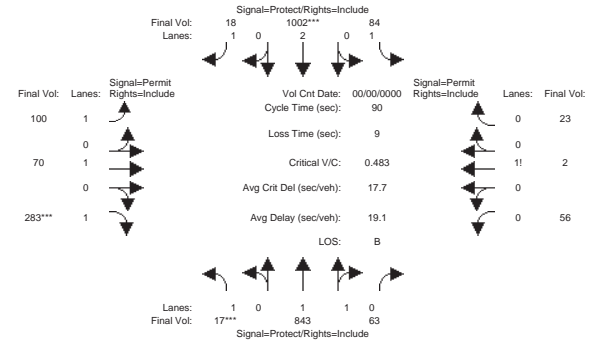 Signal=Protect/Rights=Include
Final Vol: 18 1002*** 84
Lanes: 1 0 2 0 1
Signal=Permit
Final Vol: Lanes: Rights=Include
Vol Cnt Date: 00/00/0000
Signal=Permit
Rights=Include Lanes: Final Vol:
Cycle Time (sec): 90
100 1 0 23
Loss Time (sec): 9
0 0
70 1 Critical V/C: 0.483 1! 2
0 Avg Crit Del (sec/veh): 17.7 0
283*** 1 Avg Delay (sec/veh): 19.1 0 56
LOS: B
Lanes: 1 0 1 1 0
Final Vol: 17*** 843 63
Signal=Protect/Rights=Include